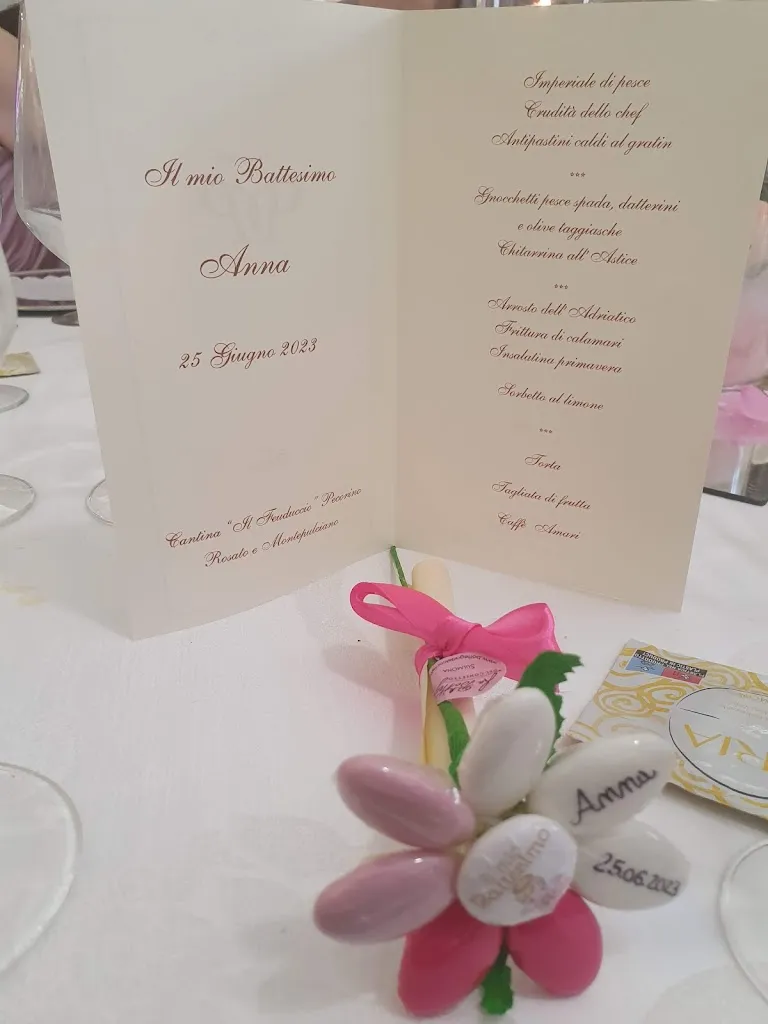 Il mio Battesimo
Anna
25 Giugno 2023
Cantina "Il Feuduccio" Pecorino
Rosato e Montepulciano
Imperiale di pesce
Crudità dello chef
Antipastini caldi al gratin
***
Gnocchetti pesce spada, datterini
e olive taggiasche
Chitarrina all' Astice
***
Arrosto dell' Adriatico
Frittura di calamari
Insalatina primavera
Sorbetto al limone
***
Torta
Tagliata di frutta
Caffè Amari
Anna
25.06.2023
Battesimo
RIA